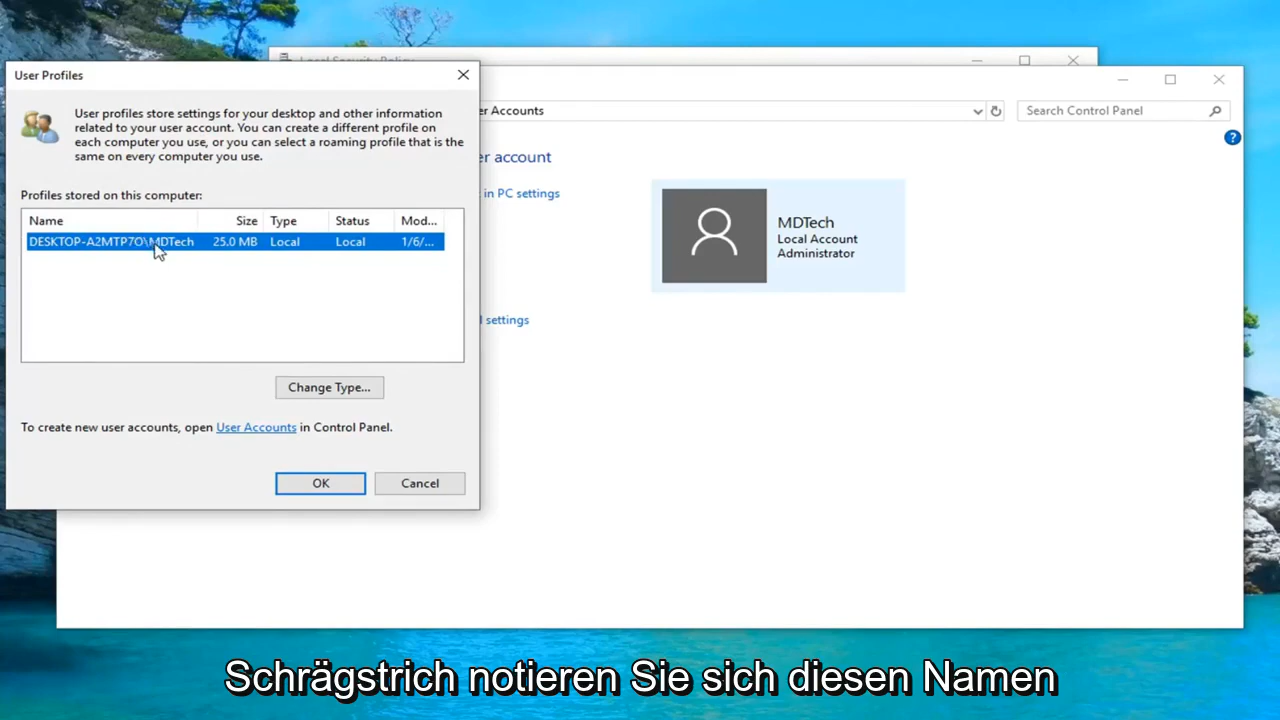 Local Security Policy
User Profiles
User profiles store settings for your desktop and other information
related to your user account. You can create a different profile on
each computer you use, or you can select a roaming profile that is the
same on every computer you use.
Profiles stored on this computer:
Name Size Type Status Mod...
DESKTOP-A2MTP7O\MDTech 25.0 MB Local Local 1/6/...
Change Type...
To create new user accounts, open User Accounts in Control Panel.
OK Cancel
er Accounts
Search Control Panel
er account
in PC settings
MDTech
Local Account
Administrator
settings
Schrägstrich notieren Sie sich diesen Namen